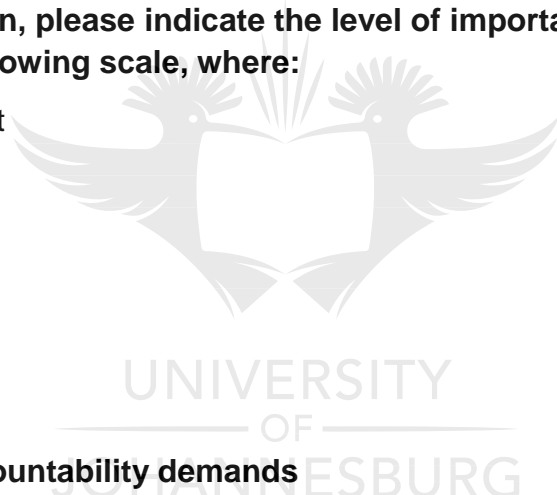 n, please indicate the level of importa
owing scale, where:
t
UNIVERSITY
OF
JOHANNESBURG
ountability demands